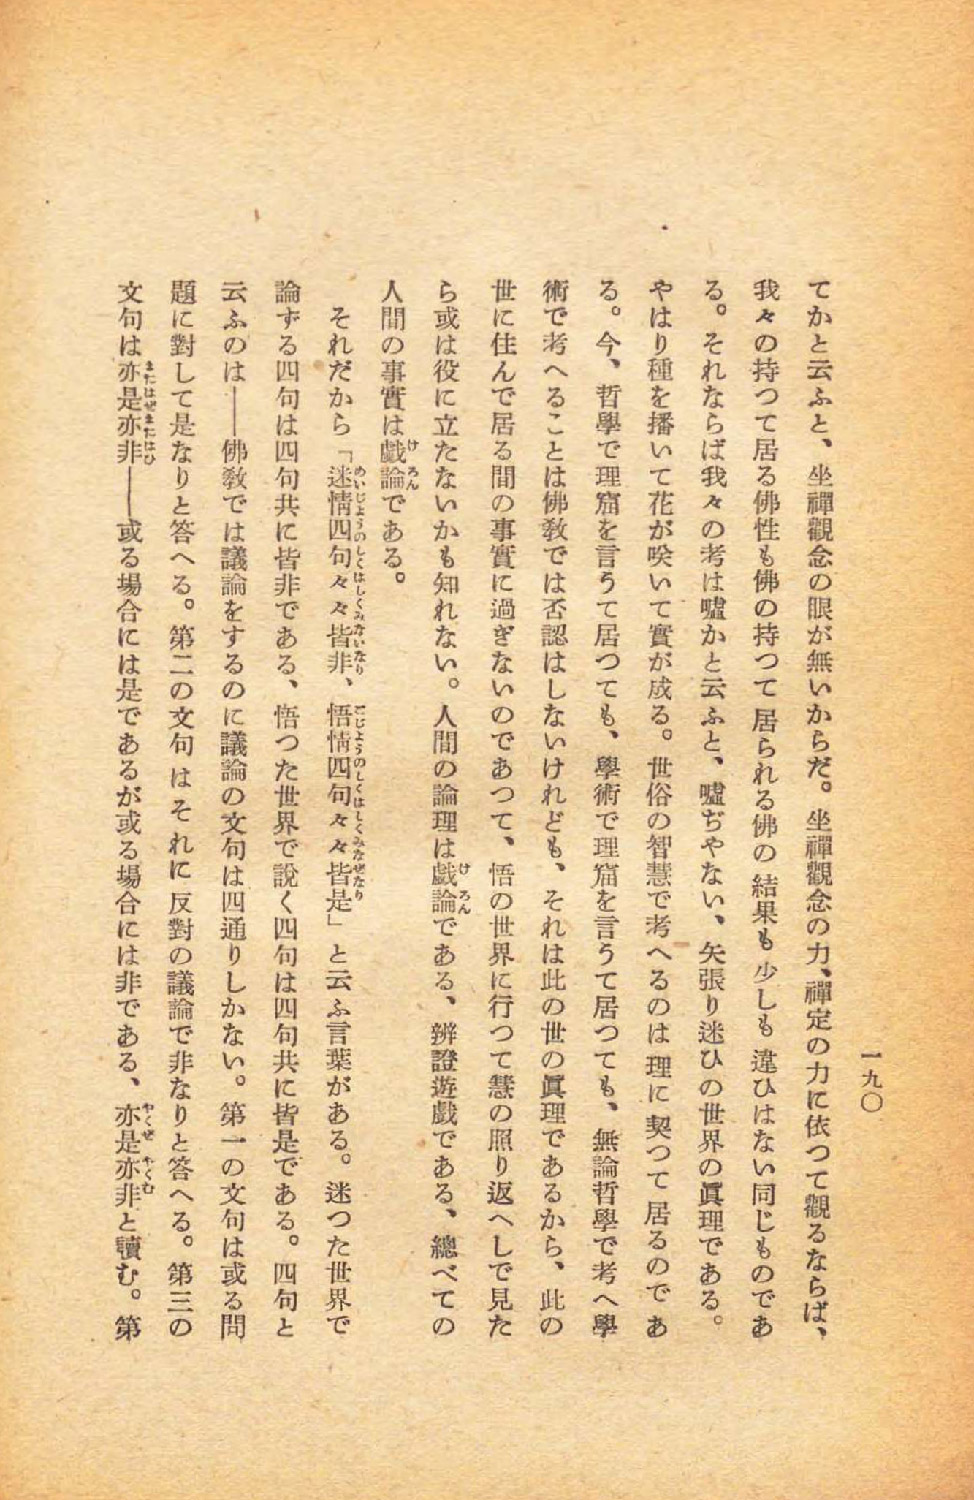 一九〇
てかと云ふと、坐禪觀念の眼が無いからだ。坐禪觀念の力、禪定の力に依つて觀るならば、
我々の持つて居る佛性も佛の持つて居られる佛の結果も少しも違ひはない同じものであ
る。それならば我々の考は嘘かと云ふと、嘘ぢやない、矢張り迷ひの世界の眞理である。
やはり種を播いて花が咲いて實が成る。世俗の智慧で考へるのは理に契つて居るのであ
る。今、哲學で理窟を言うて居つても、學術で理窟を言うて居つても、無論哲學で考へ學
術で考へることは佛教では否認はしないけれども、それは此の世の眞理であるから、此の
世に住んで居る間の事實に過ぎないのであつて、悟の世界に行つて慧の照り返へしで見た
ら或は役に立たないかも知れない。人間の論理は戯論である、辨證遊戯である、總べての
人間の事實は戯論である。
それだから「迷情四句々々皆非、悟情四句々々皆是」と云ふ言葉がある。迷つた世界で
論ずる四句は四句共に皆非である、悟つた世界で說く四句は四句共に皆是である。四句と
云ふのは――佛教では議論をするのに議論の文句は四通りしかない。第一の文句は或る問
題に對して是なりと答へる。第二の文句はそれに反對の議論で非なりと答へる。第三の
文句は亦是亦非――或る場合には是であるが或る場合には非である、亦是亦非と讀む。第